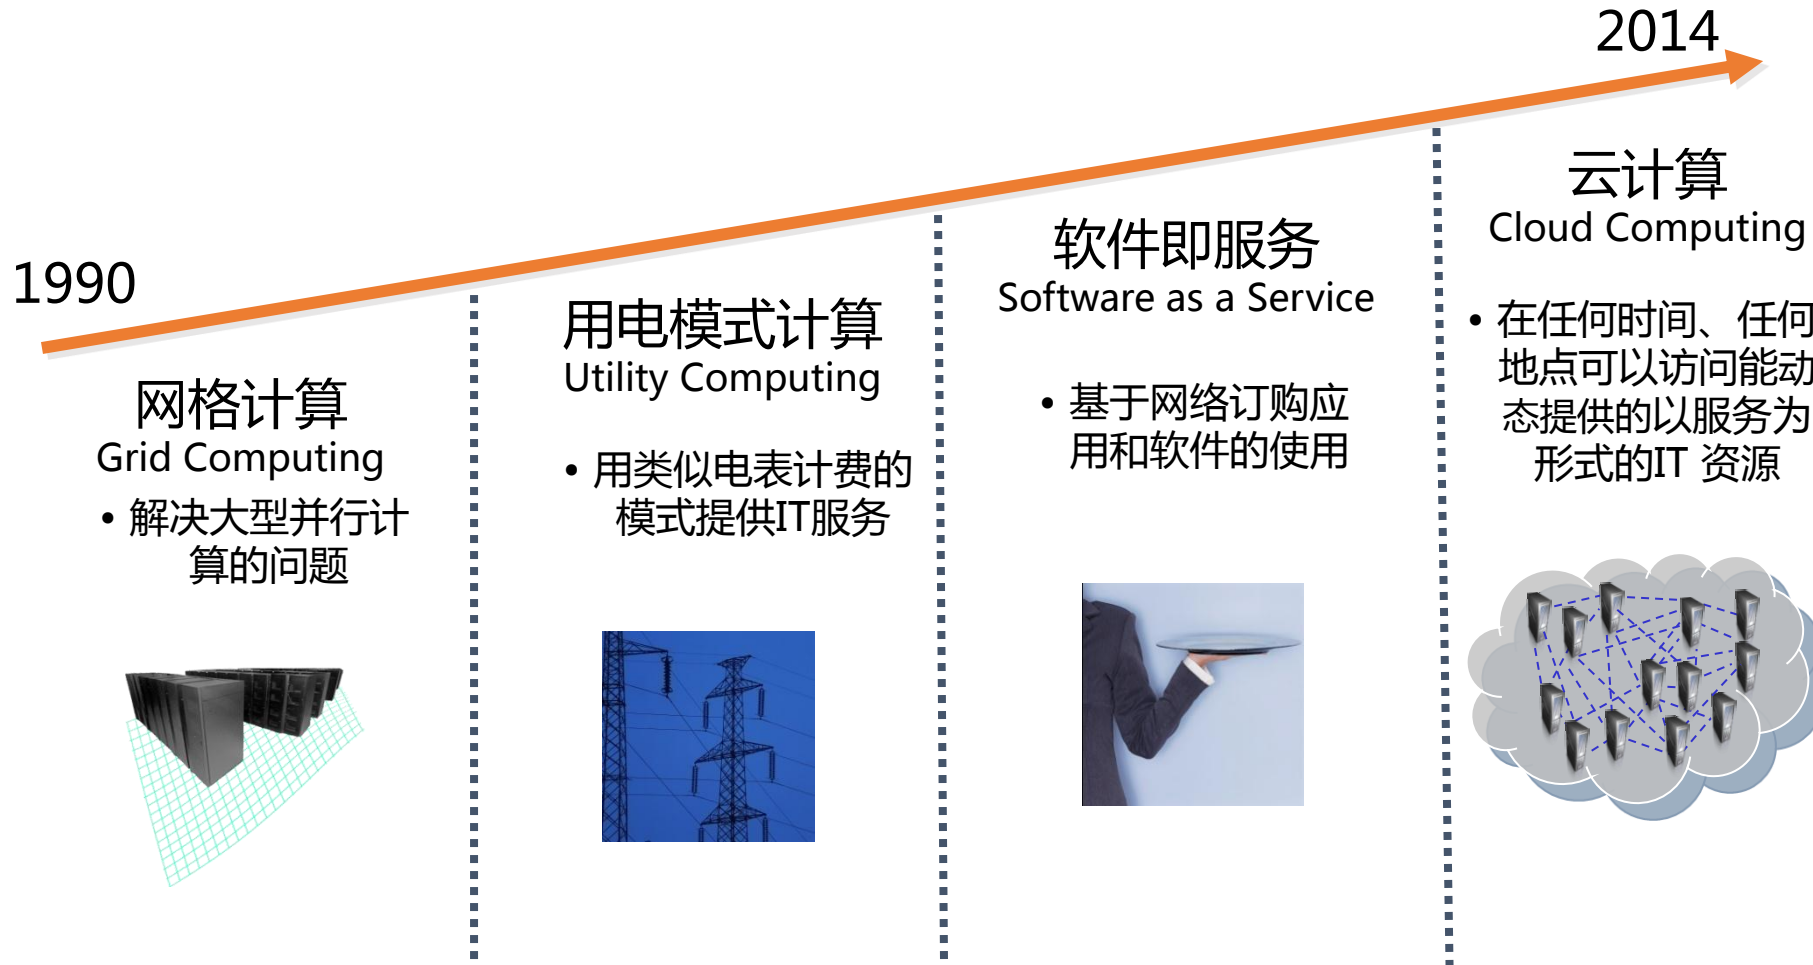 2014
1990
网格计算
Grid Computing
• 解决大型并行计
算的问题
用电模式计算
Utility Computing
• 用类似电表计费的
模式提供IT服务
软件即服务
Software as a Service
• 基于网络订购应
用和软件的使用
云计算
Cloud Computing
• 在任何时间、任何
地点可以访问能动
态提供的以服务为
形式的IT 资源